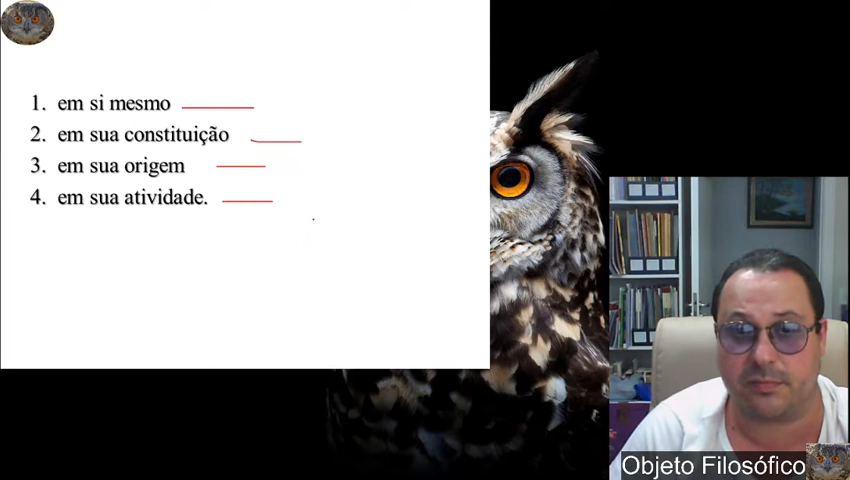 1. em si mesmo
2. em sua constituição
3. em sua origem
4. em sua atividade.
Objeto Filosófico